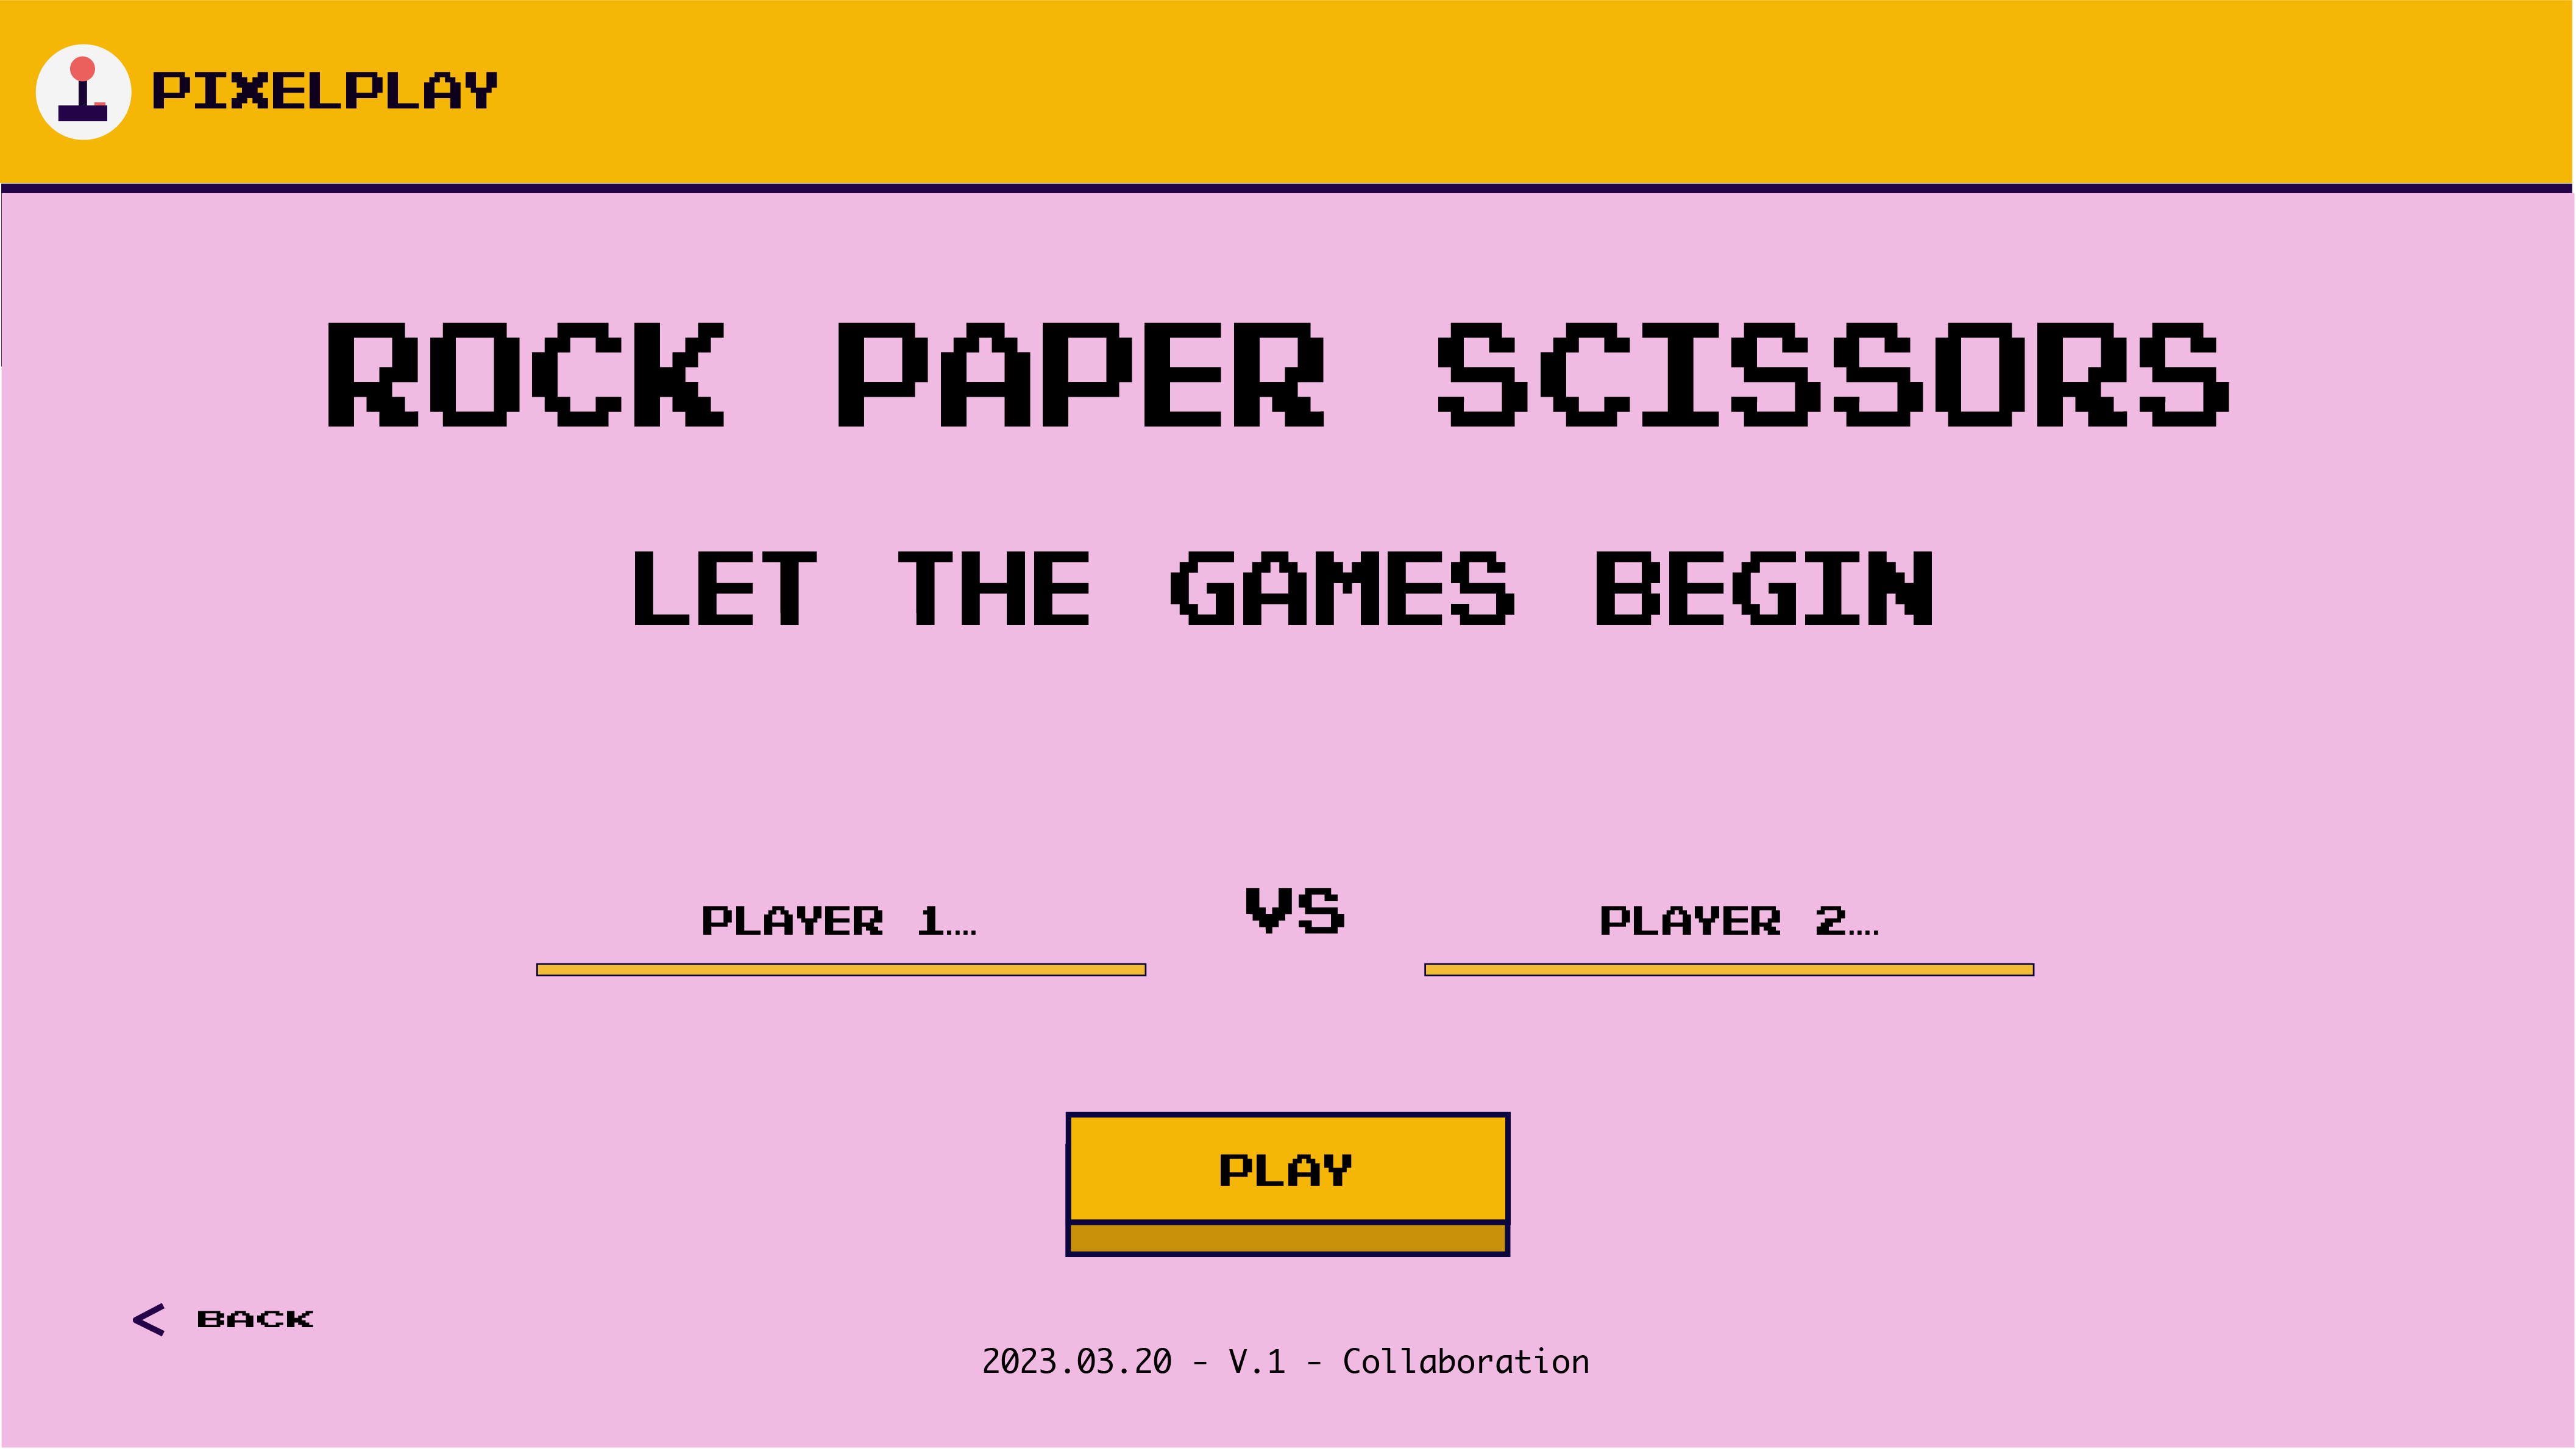 PIXELPLAY
ROCK PAPER SCISSORS
LET THE GAMES BEGIN
PLAYER 1.... VS PLAYER 2....
PLAY
< BACK
2023.03.20 - V.1 - Collaboration